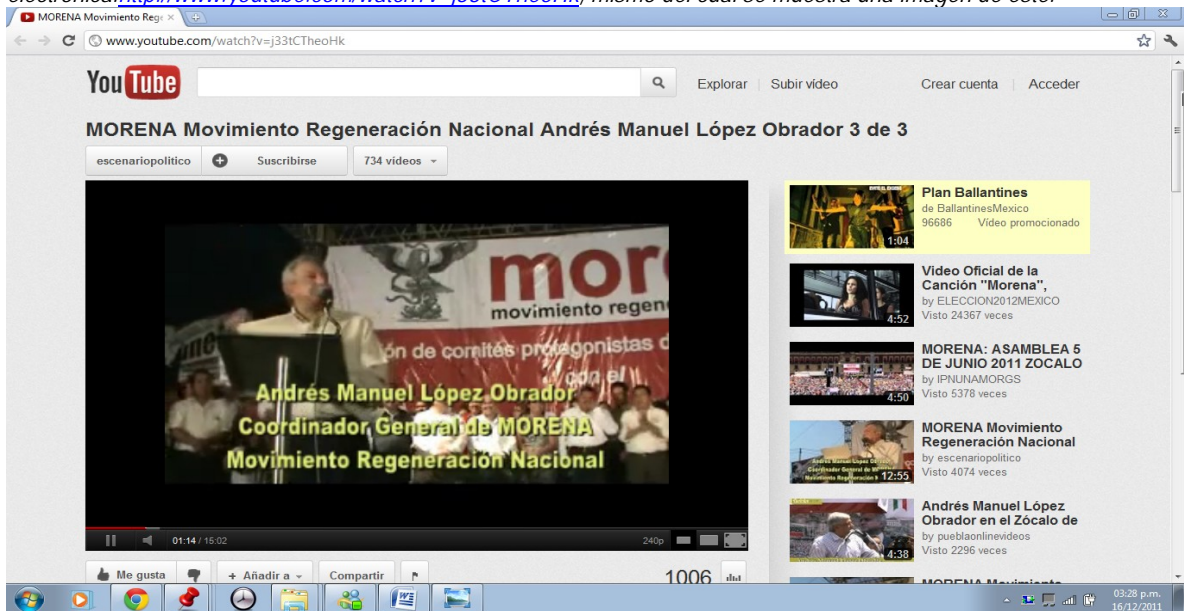 electrónica:http://www.youtube.com/watch?v=j33tCTheoHk, mismo del cual se muestra una imagen de éste:
MORENA Movimiento Rege
www.youtube.com/watch?v=j33tCTheoHk
YouTube
Explorar
Subir vídeo
Crear cuenta
Acceder
MORENA Movimiento Regeneración Nacional Andrés Manuel López Obrador 3 de 3
escenariopolitico
Suscribirse
734 vídeos
more
movimiento regen
ón de comités protagonistas d
con el
Andrés Manuel López Obrador
Coordinador General de MORENA
Movimiento Regeneración Nacional
01:14 / 15:02
240p
Me gusta
+ Añadir a
Compartir
1006
Plan Ballantines
de BallantinesMexico
96686 Vídeo promocionado
1:04
Video Oficial de la
Canción "Morena",
by ELECCION2012MEXICO
Visto 24367 veces
4:52
MORENA: ASAMBLEA 5
DE JUNIO 2011 ZOCALO
by IPNUNAMORGS
Visto 5378 veces
4:50
MORENA Movimiento
Regeneración Nacional
by escenariopolitico
Visto 4074 veces
12:55
Andrés Manuel López
Obrador en el Zócalo de
by pueblaonlinevideos
Visto 2296 veces
4:38
MORENA Movimiento
03:28 p.m.
16/12/2011